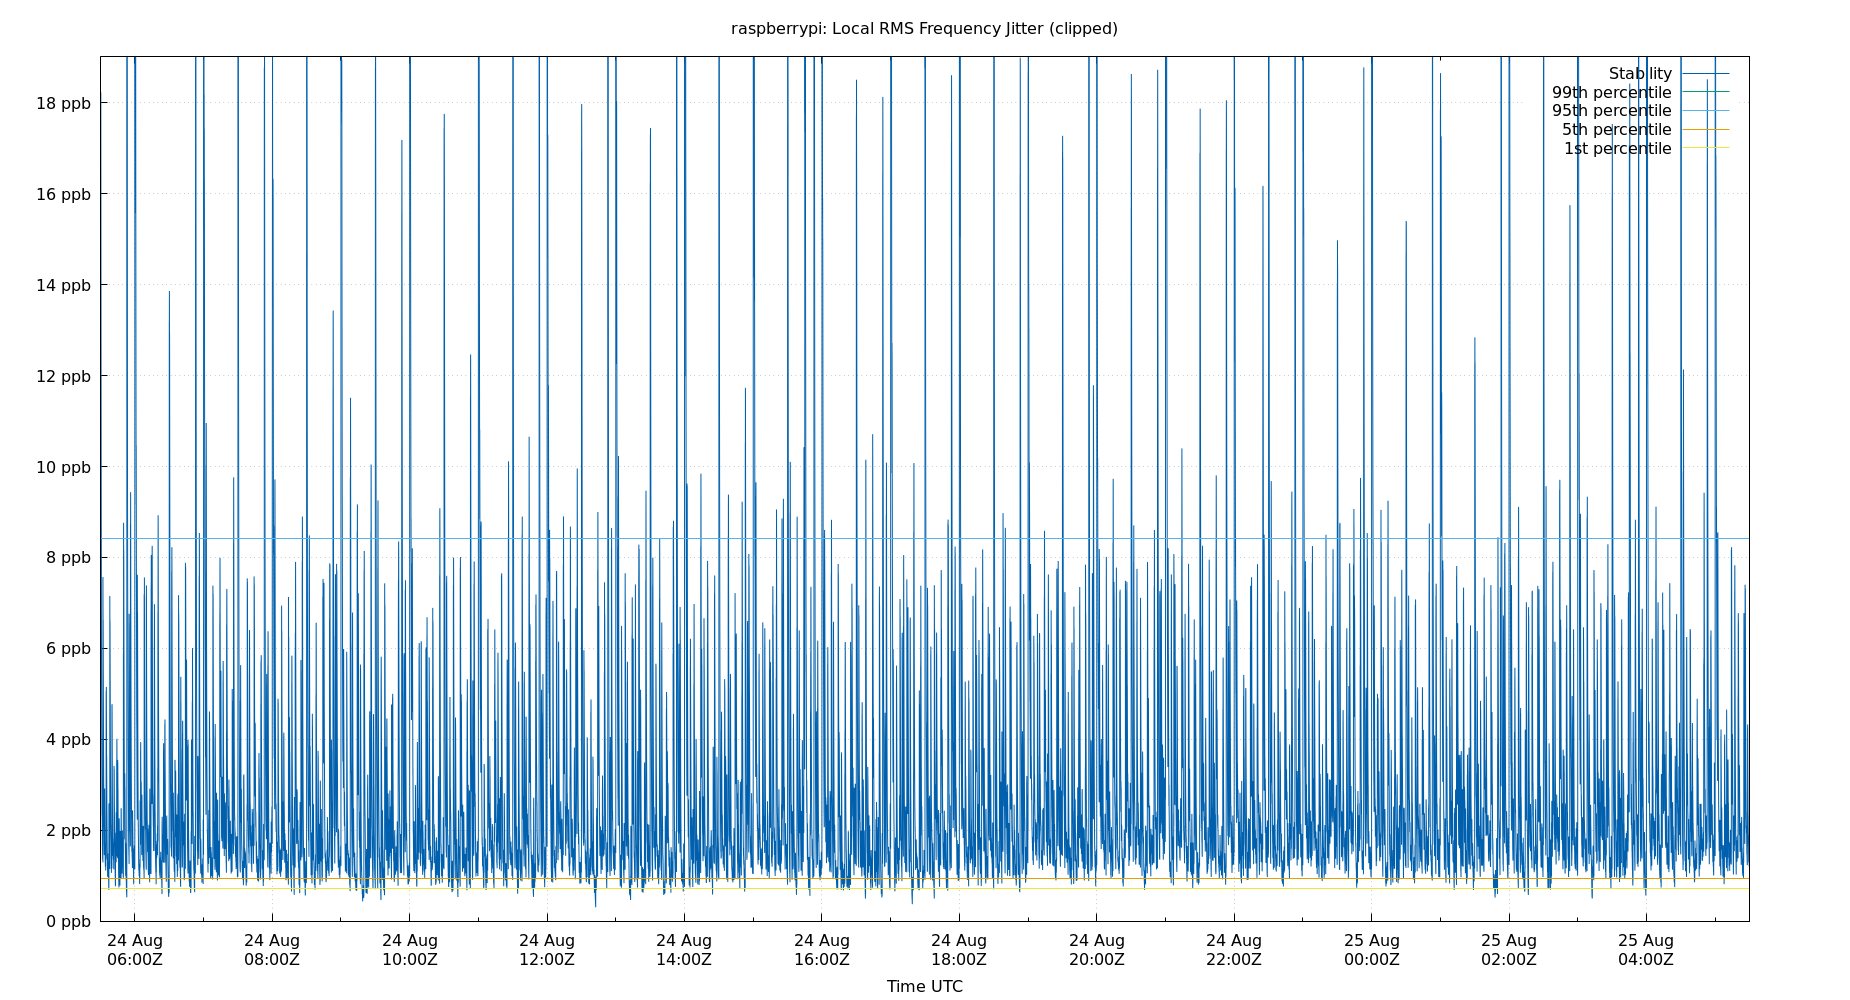 raspberrypi: Local RMS Frequency Jitter (clipped)
Stability
99th percentile
95th percentile
5th percentile
1st percentile
18 ppb
16 ppb
14 ppb
12 ppb
10 ppb
8 ppb
6 ppb
4 ppb
2 ppb
0 ppb
24 Aug 24 Aug 24 Aug 24 Aug 24 Aug 24 Aug 24 Aug 24 Aug 24 Aug 25 Aug 25 Aug 25 Aug
06:00Z 08:00Z 10:00Z 12:00Z 14:00Z 16:00Z 18:00Z 20:00Z 22:00Z 00:00Z 02:00Z 04:00Z
Time UTC